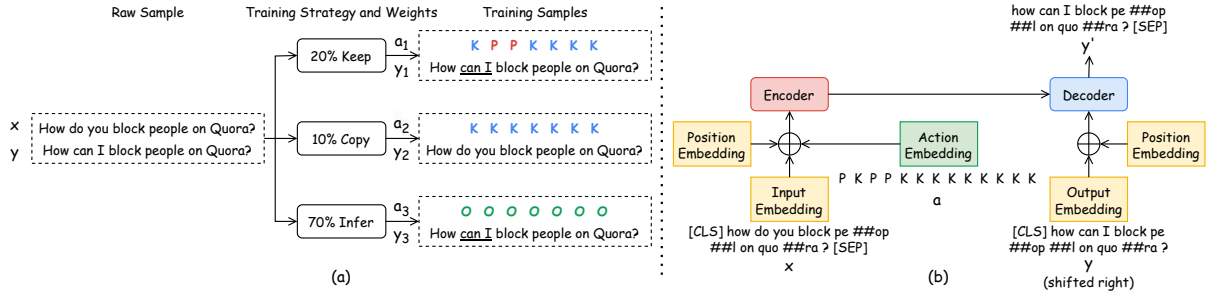 Raw Sample
Training Strategy and Weights
Training Samples
x
How do you block people on Quora?
y
How can I block people on Quora?
20% Keep
a1
y1
K P P K K K K
How can I block people on Quora?
10% Copy
a2
y2
K K K K K K K
How do you block people on Quora?
70% Infer
a3
y3
O O O O O O O
How can I block people on Quora?
(a)
how can I block pe ##op
##l on quo ##ra ? [SEP]
y'
Encoder
Decoder
Position
Embedding
Action
Embedding
Position
Embedding
P K P P K K K K K K K K K
a
Input
Embedding
Output
Embedding
[CLS] how do you block pe ##op
##l on quo ##ra ? [SEP]
x
[CLS] how can I block pe
##op ##l on quo ##ra ?
y
(shifted right)
(b)